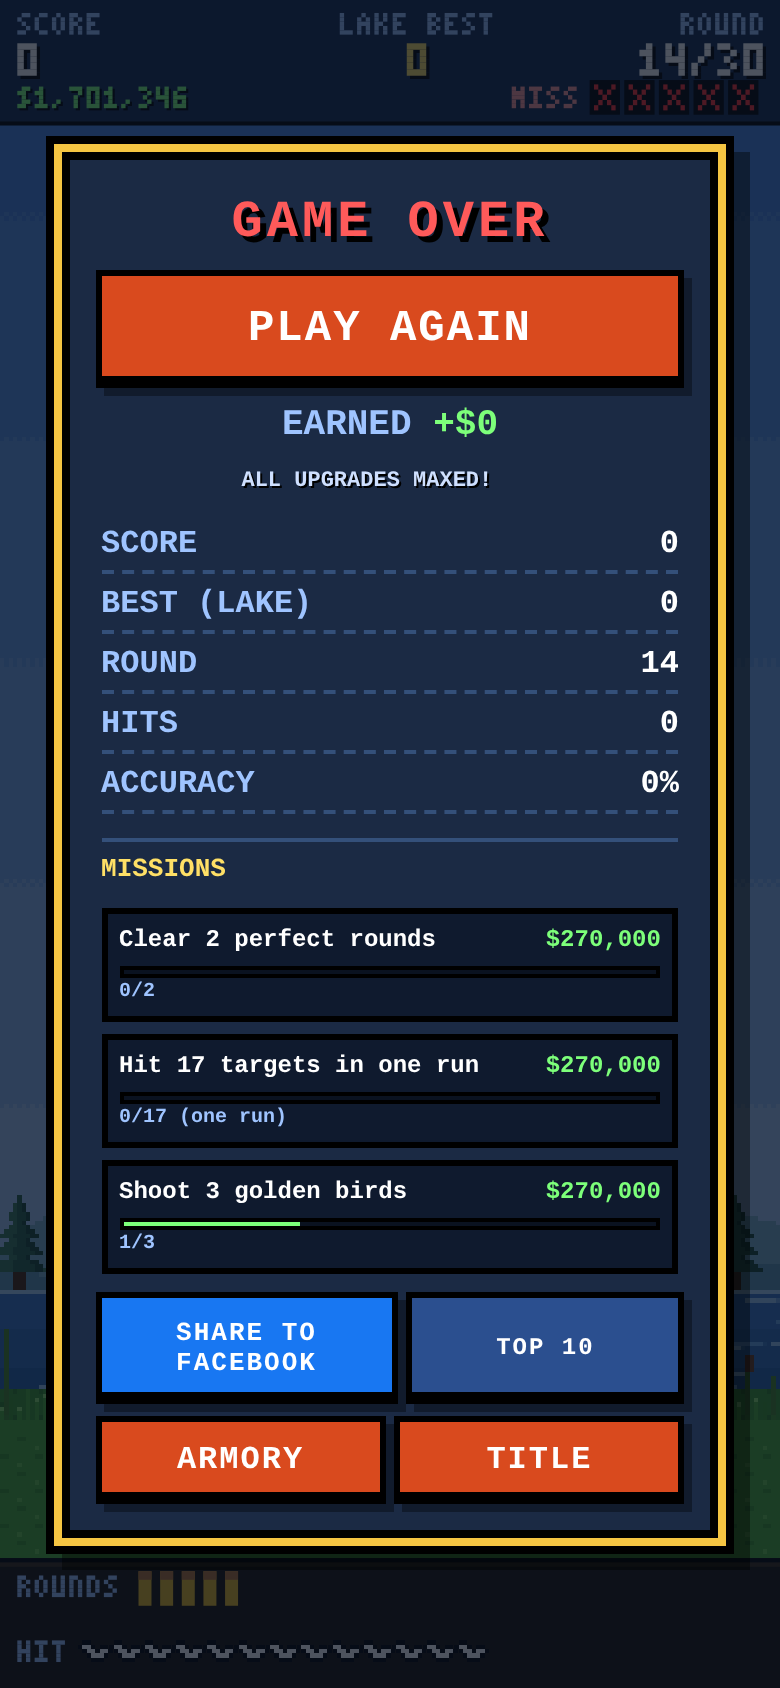 SCORE LAKE BEST ROUND
0 0 14/30
$1,701,346 MISS X X X X X
GAME OVER
PLAY AGAIN
EARNED +$0
ALL UPGRADES MAXED!
SCORE 0
BEST (LAKE) 0
ROUND 14
HITS 0
ACCURACY 0%
MISSIONS
Clear 2 perfect rounds $270,000
0/2
Hit 17 targets in one run $270,000
0/17 (one run)
Shoot 3 golden birds $270,000
1/3
SHARE TO
FACEBOOK
TOP 10
ARMORY TITLE
ROUNDS
HIT